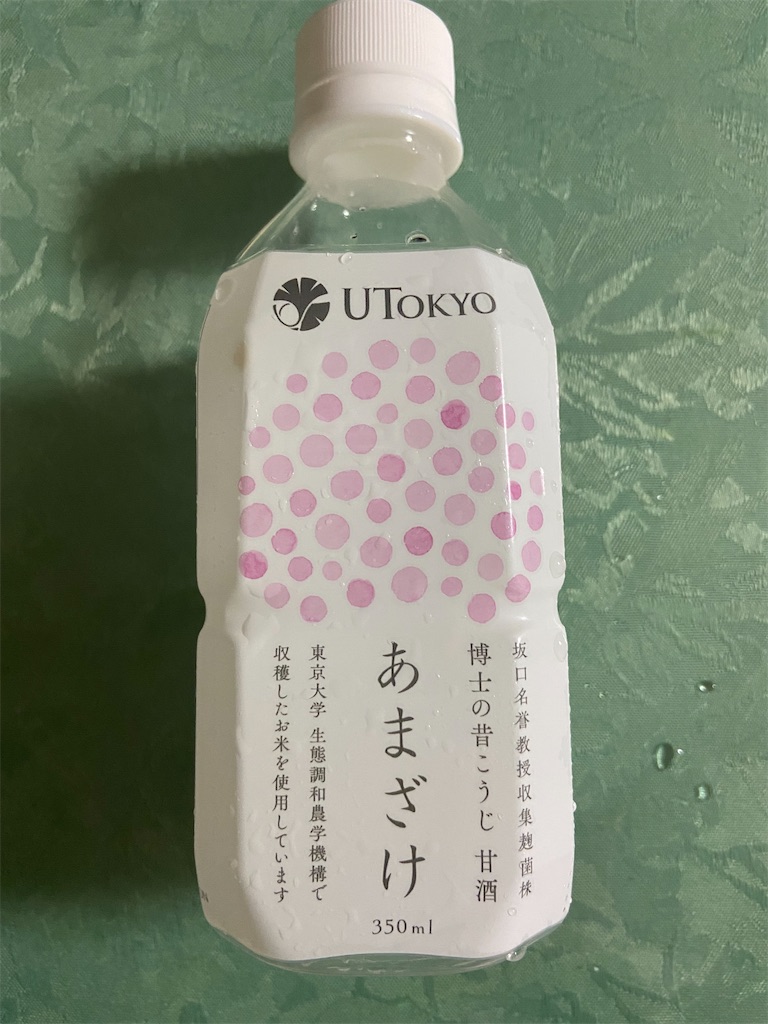 UTOKYO
坂口名誉教授収集麹菌株
博士の昔こうじ 甘酒
あまざけ
東京大学 生態調和農学機構で
収穫したお米を使用しています
350ml